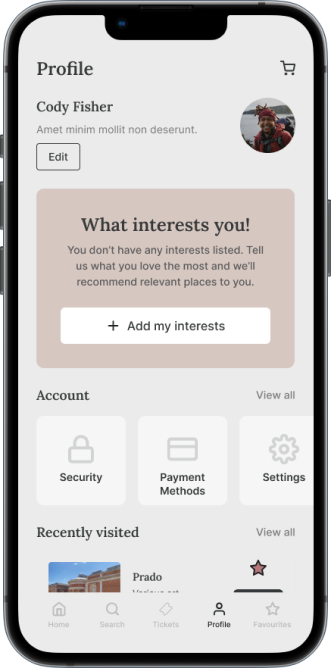 Profile
Cody Fisher
Amet minim mollit non deserunt.
Edit
What interests you!
You don't have any interests listed. Tell
us what you love the most and we'll
recommend relevant places to you.
+ Add my interests
Account
View all
Security
Payment
Methods
Settings
Recently visited
View all
Prado
Home
Search
Tickets
Profile
Favourites